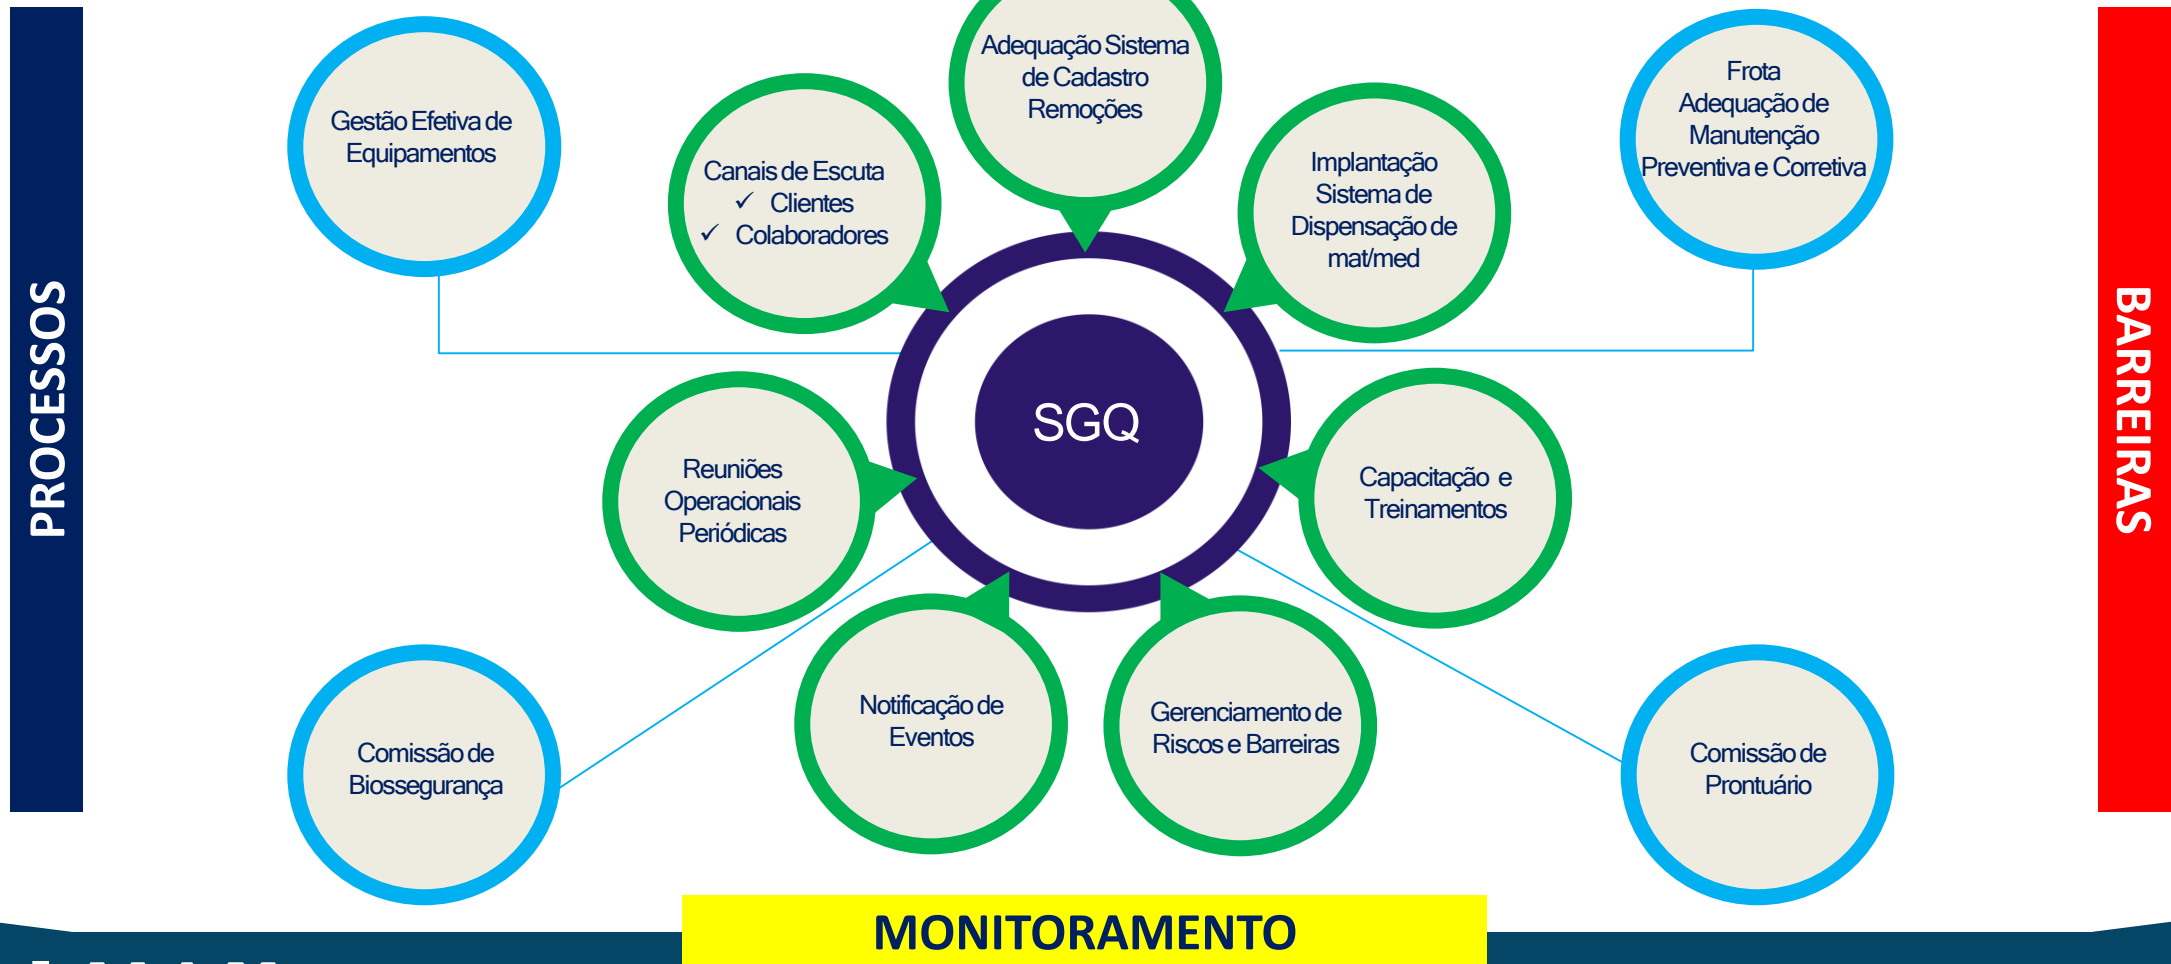 PROCESSOS
Gestão Efetiva de
Equipamentos
Canais de Escuta
✓ Clientes
✓ Colaboradores
Adequação Sistema
de Cadastro
Remoções
Implantação
Sistema de
Dispensação de
mat/med
Frota
Adequação de
Manutenção
Preventiva e Corretiva
BARREIRAS
SGQ
Reuniões
Operacionais
Periódicas
Capacitação e
Treinamentos
Notificação de
Eventos
Gerenciamento de
Riscos e Barreiras
Comissão de
Biossegurança
Comissão de
Prontuário
MONITORAMENTO